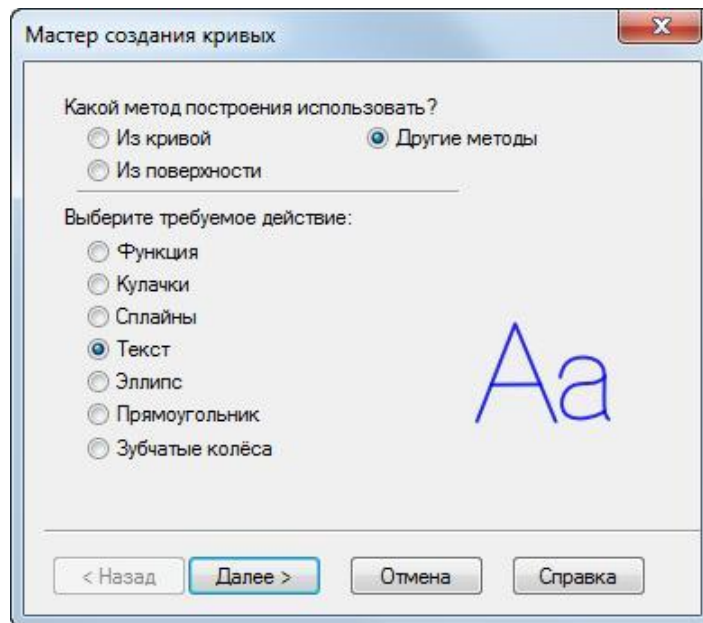 Мастер создания кривых
Какой метод построения использовать?
Из кривой Другие методы
Из поверхности
Выберите требуемое действие:
Функция
Кулачки
Сплайны
Текст
Эллипс
Прямоугольник
Зубчатые колёса
Aa
< Назад Далее > Отмена Справка